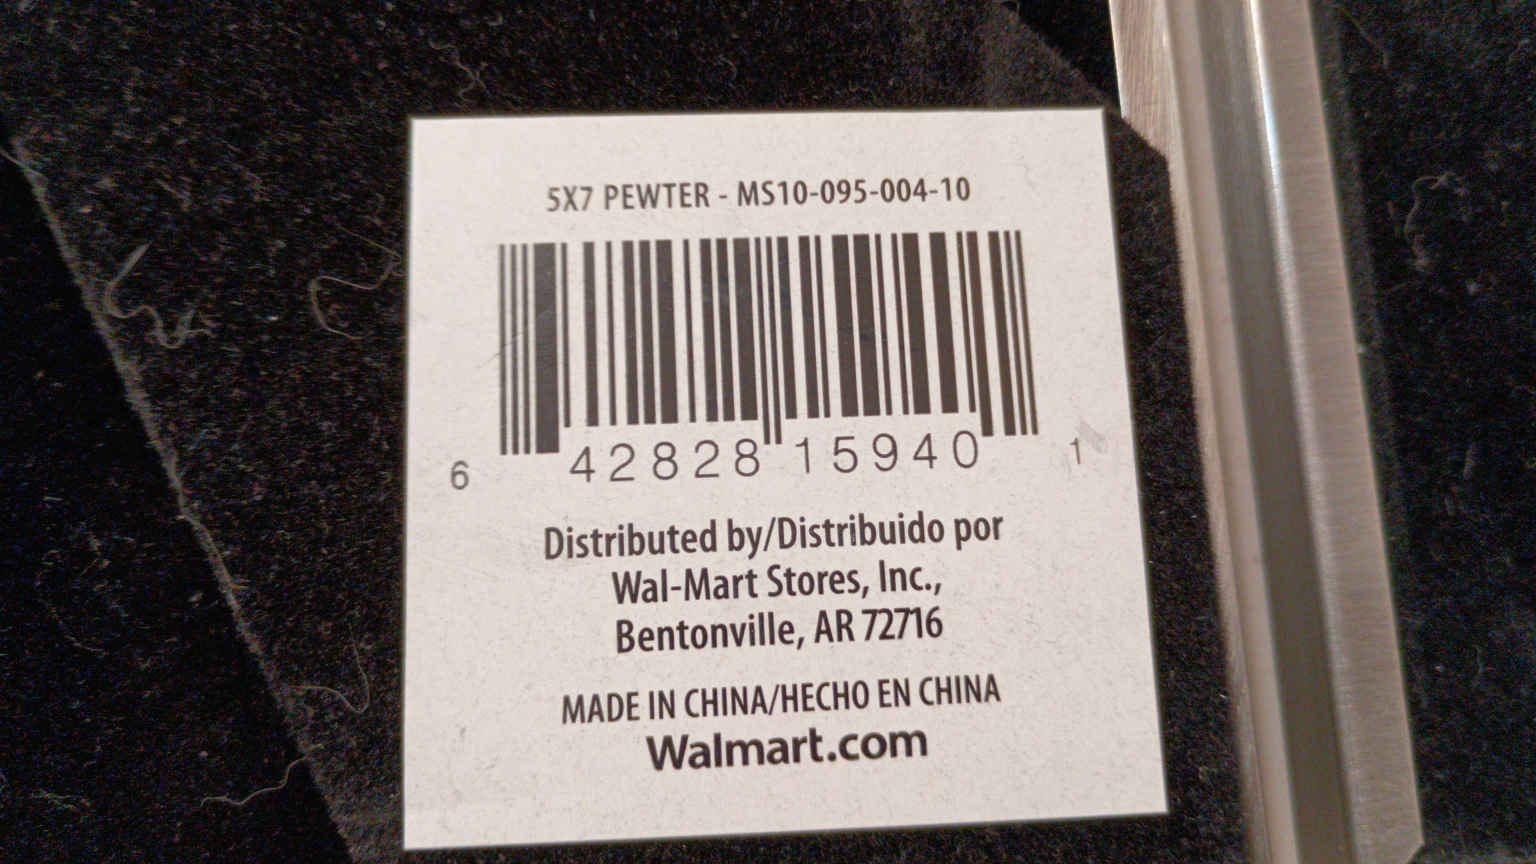 5X7 PEWTER - MS10-095-004-10
6 42828 15940 1
Distributed by/Distribuido por
Wal-Mart Stores, Inc.,
Bentonville, AR 72716
MADE IN CHINA/HECHO EN CHINA
Walmart.com